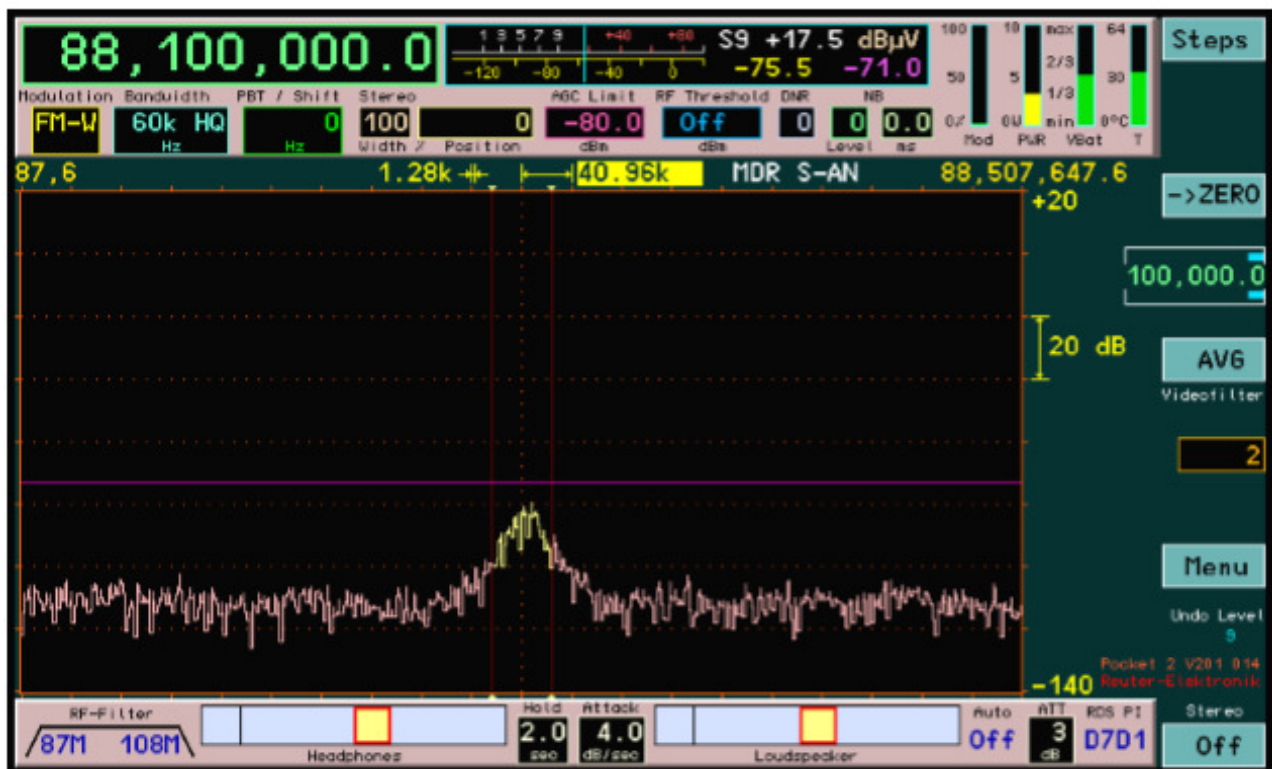 88,100,000.0
1 3 5 7 9 +40 +60
S9 +17.5 dBµV
-120 -80 -40 0
-75.5 -71.0
100 50 0%
Mod
10 5 0W
PWR
max 2/3 1/3 min
VBat
64 30 0°C
T
Steps
Modulation Bandwidth PBT / Shift Stereo AGC Limit RF Threshold DNR NB
FM-W 60k HQ 0 100 0 -80.0 Off 0 0 0.0
Hz Hz Width % Position dBm dBm Level ms
87,6 1.28k 40.96k MDR S-AN 88,507,647.6
+20
->ZERO
100,000.0
20 dB
AVG
Videofilter
2
Menu
Undo Level
9
Pocket 2 V201 014
-140 Reuter-Elektronik
RF-Filter Hold Attack Auto ATT RDS PI Stereo
87M 108M 2.0 4.0 Off 3 D7D1 Off
Headphones sec dB/sec Loudspeaker dB